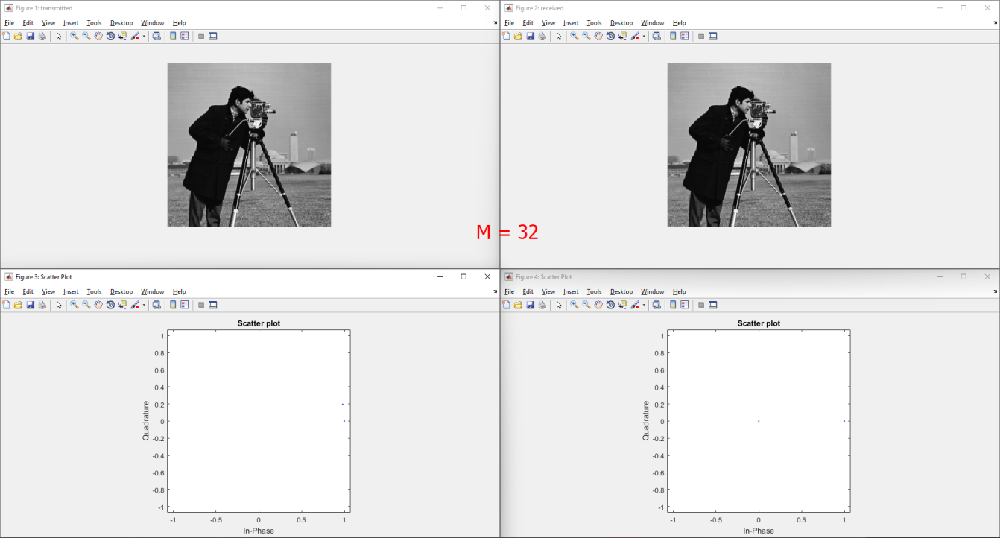 Figure 1: transmitted
File Edit View Insert Tools Desktop Window Help
Figure 2: received
File Edit View Insert Tools Desktop Window Help
M = 32
Figure 3: Scatter Plot
File Edit View Insert Tools Desktop Window Help
Scatter plot
1
0.8
0.6
0.4
0.2
0
-0.2
-0.4
-0.6
-0.8
-1
Quadrature
-1 -0.5 0 0.5 1
In-Phase
Figure 4: Scatter Plot
File Edit View Insert Tools Desktop Window Help
Scatter plot
1
0.8
0.6
0.4
0.2
0
-0.2
-0.4
-0.6
-0.8
-1
Quadrature
-1 -0.5 0 0.5 1
In-Phase